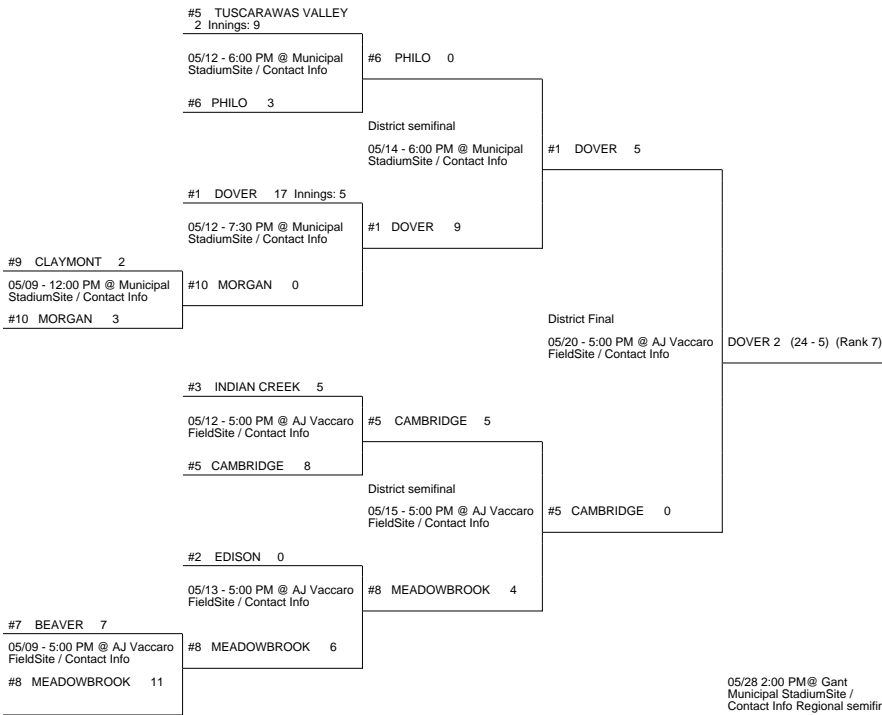 #5 TUSCARAWAS VALLEY
2 Innings: 9
05/12 - 6:00 PM @ Municipal
StadiumSite / Contact Info
#6 PHILO 0
#6 PHILO 3
District semifinal
05/14 - 6:00 PM @ Municipal
StadiumSite / Contact Info
#1 DOVER 5
#1 DOVER 17 Innings: 5
05/12 - 7:30 PM @ Municipal
StadiumSite / Contact Info
#1 DOVER 9
#9 CLAYMONT 2
05/09 - 12:00 PM @ Municipal
StadiumSite / Contact Info
#10 MORGAN 0
#10 MORGAN 3
District Final
05/20 - 5:00 PM @ AJ Vaccaro
FieldSite / Contact Info
DOVER 2 (24 - 5) (Rank 7)
#3 INDIAN CREEK 5
05/12 - 5:00 PM @ AJ Vaccaro
FieldSite / Contact Info
#5 CAMBRIDGE 5
#5 CAMBRIDGE 8
District semifinal
05/15 - 5:00 PM @ AJ Vaccaro
FieldSite / Contact Info
#5 CAMBRIDGE 0
#2 EDISON 0
05/13 - 5:00 PM @ AJ Vaccaro
FieldSite / Contact Info
#8 MEADOWBROOK 4
#7 BEAVER 7
05/09 - 5:00 PM @ AJ Vaccaro
FieldSite / Contact Info
#8 MEADOWBROOK 6
#8 MEADOWBROOK 11
05/28 2:00 PM@ Gant
Municipal StadiumSite /
Contact Info Regional